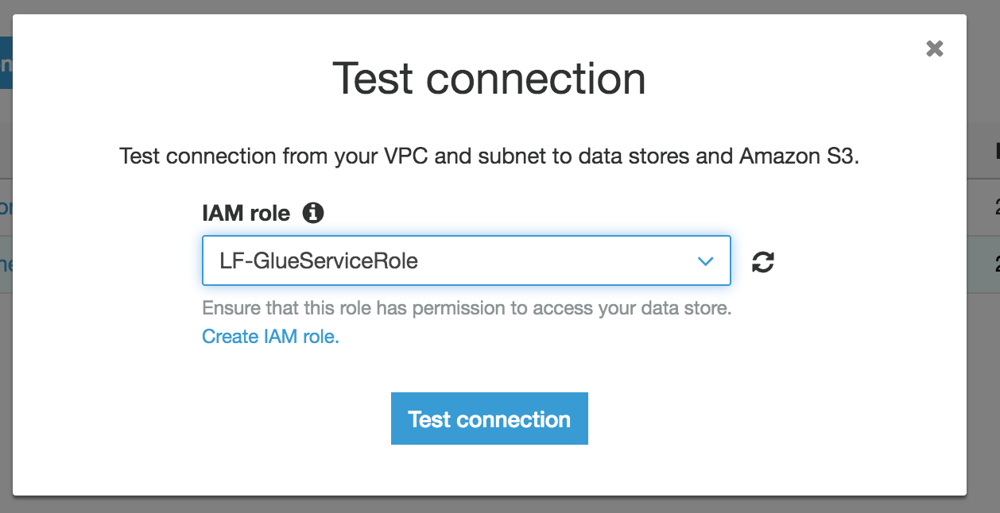 Test connection
Test connection from your VPC and subnet to data stores and Amazon S3.
IAM role
LF-GlueServiceRole
Ensure that this role has permission to access your data store.
Create IAM role.
Test connection